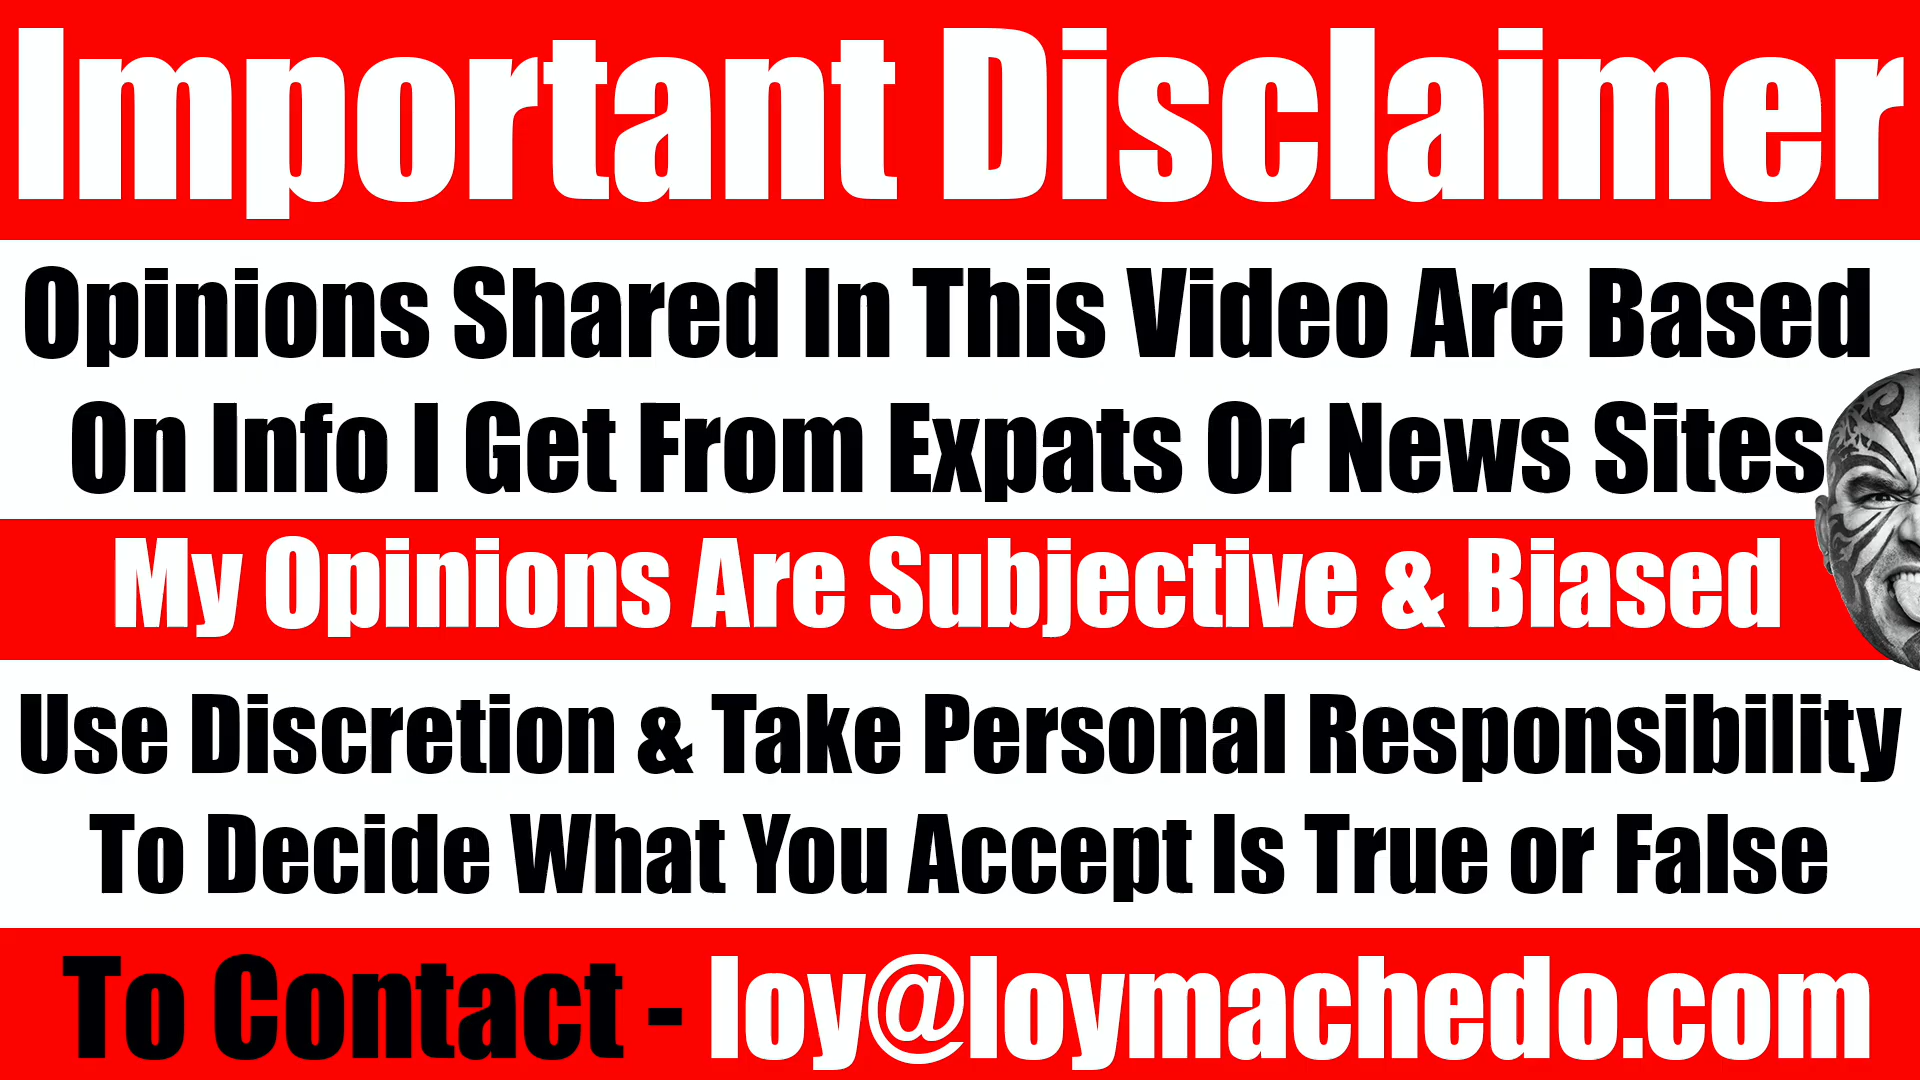 Important Disclaimer
Opinions Shared In This Video Are Based
On Info I Get From Expats Or News Sites
My Opinions Are Subjective & Biased
Use Discretion & Take Personal Responsibility
To Decide What You Accept Is True or False
To Contact - loy@loymachedo.com